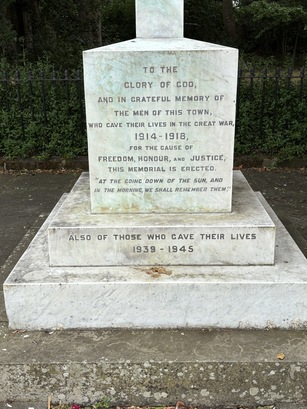 TO THE
GLORY OF GOD,
AND IN GRATEFUL MEMORY OF
THE MEN OF THIS TOWN,
WHO GAVE THEIR LIVES IN THE GREAT WAR,
1914-1918,
FOR THE CAUSE OF
FREEDOM, HONOUR, AND JUSTICE,
THIS MEMORIAL IS ERECTED.
"AT THE GOING DOWN OF THE SUN, AND
IN THE MORNING, WE SHALL REMEMBER THEM."
ALSO OF THOSE WHO GAVE THEIR LIVES
1939 - 1945